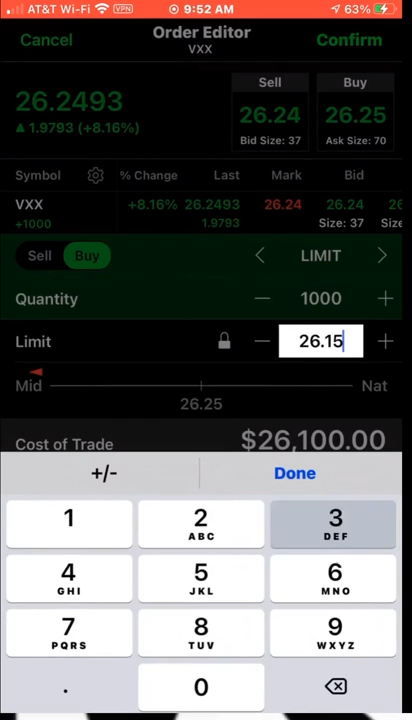 AT&T Wi-Fi VPN 9:52 AM 63%
Cancel Order Editor Confirm
VXX
Sell Buy
26.2493 26.24 26.25
▲1.9793 (+8.16%) Bid Size: 37 Ask Size: 70
Symbol % Change Last Mark Bid
VXX +8.16% 26.2493 26.24 26.24 26
+1000 1.9793 Size: 37 Size
Sell Buy < LIMIT >
Quantity − 1000 +
Limit − 26.15 +
Mid Nat
26.25
Cost of Trade $26,100.00
+/- Done
1 2 3
ABC DEF
4 5 6
GHI JKL MNO
7 8 9
PQRS TUV WXYZ
. 0